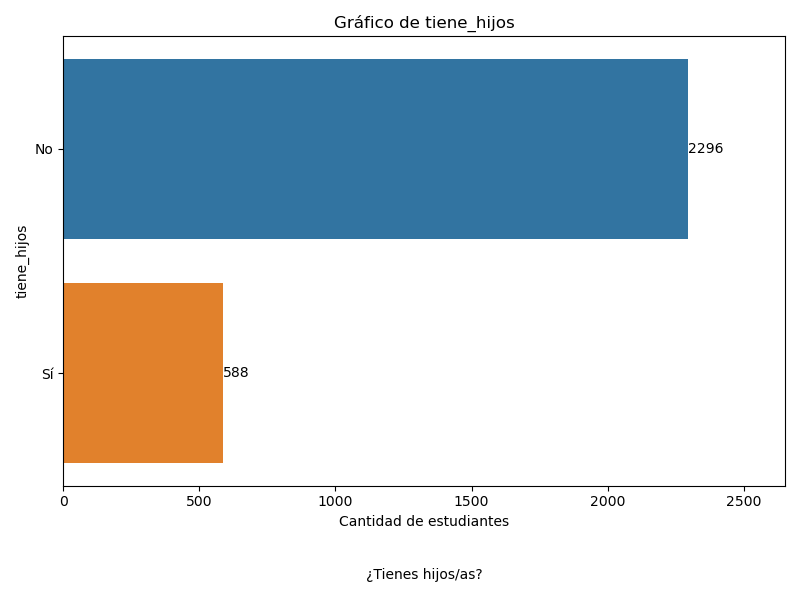 Gráfico de tiene_hijos
tiene_hijos
No
2296
Sí
588
0 500 1000 1500 2000 2500
Cantidad de estudiantes
¿Tienes hijos/as?